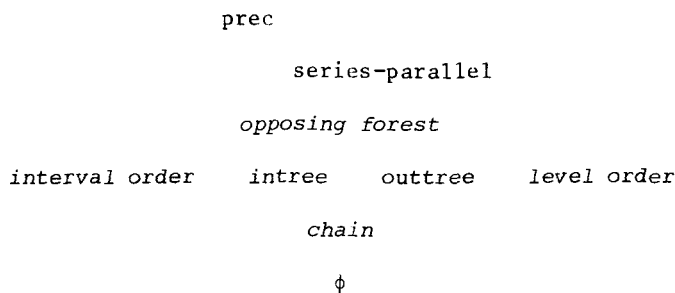 prec
series-parallel
opposing forest
interval order intree outtree level order
chain
ϕ